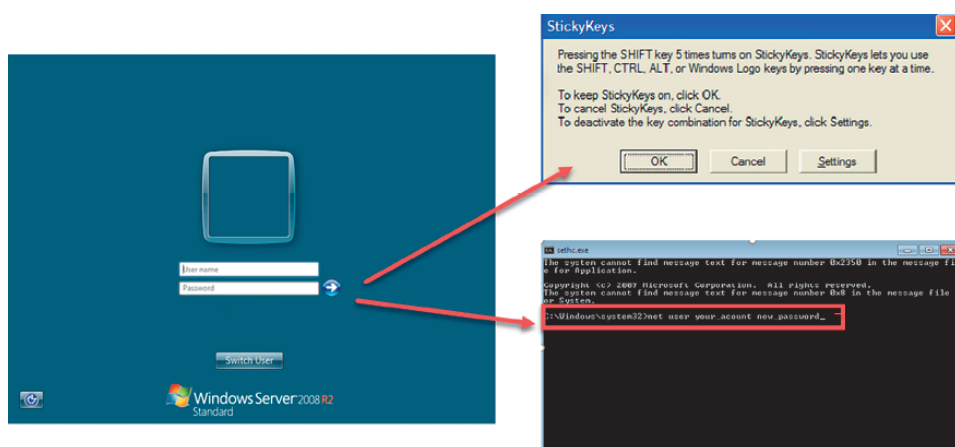 StickyKeys
Pressing the SHIFT key 5 times turns on StickyKeys. StickyKeys lets you use
the SHIFT, CTRL, ALT, or Windows Logo keys by pressing one key at a time.
To keep StickyKeys on, click OK.
To cancel StickyKeys, click Cancel.
To deactivate the key combination for StickyKeys, click Settings.
OK Cancel Settings
User name
Password
Switch User
Windows Server 2008 R2
Standard
sethc.exe
The system cannot find message text for message number 0x2350 in the message fi
e for Application.
Copyright (c) 2009 Microsoft Corporation. All rights reserved.
The system cannot find message text for message number 0x8 in the message file
or System.
C:\Windows\system32>net user your_acount new_password_